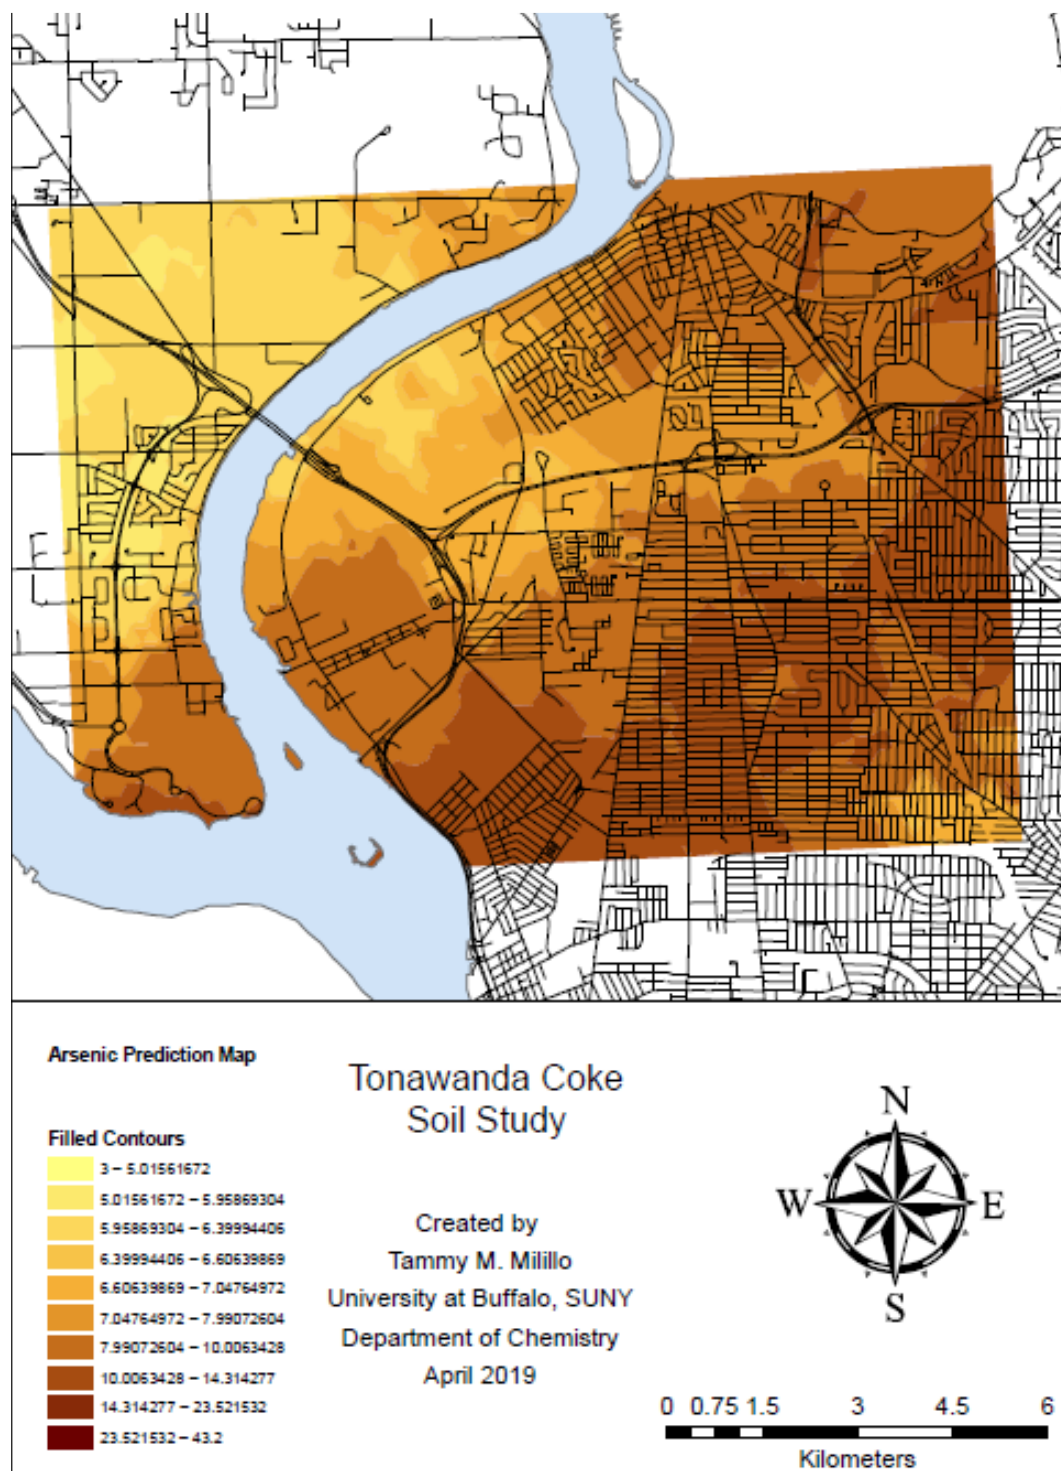 Arsenic Prediction Map
Tonawanda Coke
Soil Study
Filled Contours
3 – 5.01561672
5.01561672 – 5.95869304
5.95869304 – 6.39994406
6.39994406 – 6.60639869
6.60639869 – 7.04764972
7.04764972 – 7.99072604
7.99072604 – 10.0063428
10.0063428 – 14.314277
14.314277 – 23.521532
23.521532 – 43.2
Created by
Tammy M. Milillo
University at Buffalo, SUNY
Department of Chemistry
April 2019
N
W
E
S
0 0.75 1.5 3 4.5 6
Kilometers